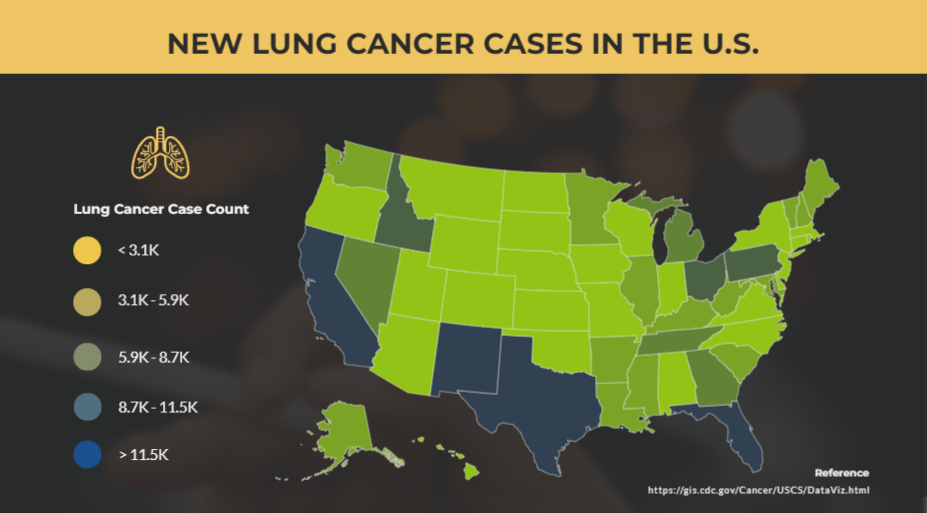 NEW LUNG CANCER CASES IN THE U.S.
Lung Cancer Case Count
< 3.1K
3.1K - 5.9K
5.9K - 8.7K
8.7K - 11.5K
> 11.5K
Reference
https://gis.cdc.gov/Cancer/USCS/DataViz.html